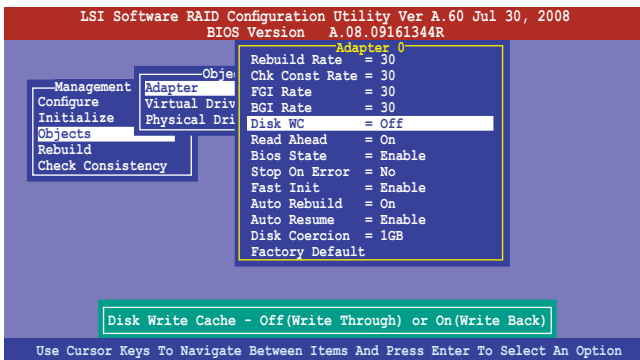 LSI Software RAID Configuration Utility Ver A.60 Jul 30, 2008
BIOS Version A.08.09161344R
Management
Configure
Initialize
Objects
Rebuild
Check Consistency
Obje
Adapter
Virtual Driv
Physical Dri
Adapter 0
Rebuild Rate = 30
Chk Const Rate = 30
FGI Rate = 30
BGI Rate = 30
Disk WC = Off
Read Ahead = On
Bios State = Enable
Stop On Error = No
Fast Init = Enable
Auto Rebuild = On
Auto Resume = Enable
Disk Coercion = 1GB
Factory Default
Disk Write Cache - Off(Write Through) or On(Write Back)
Use Cursor Keys To Navigate Between Items And Press Enter To Select An Option